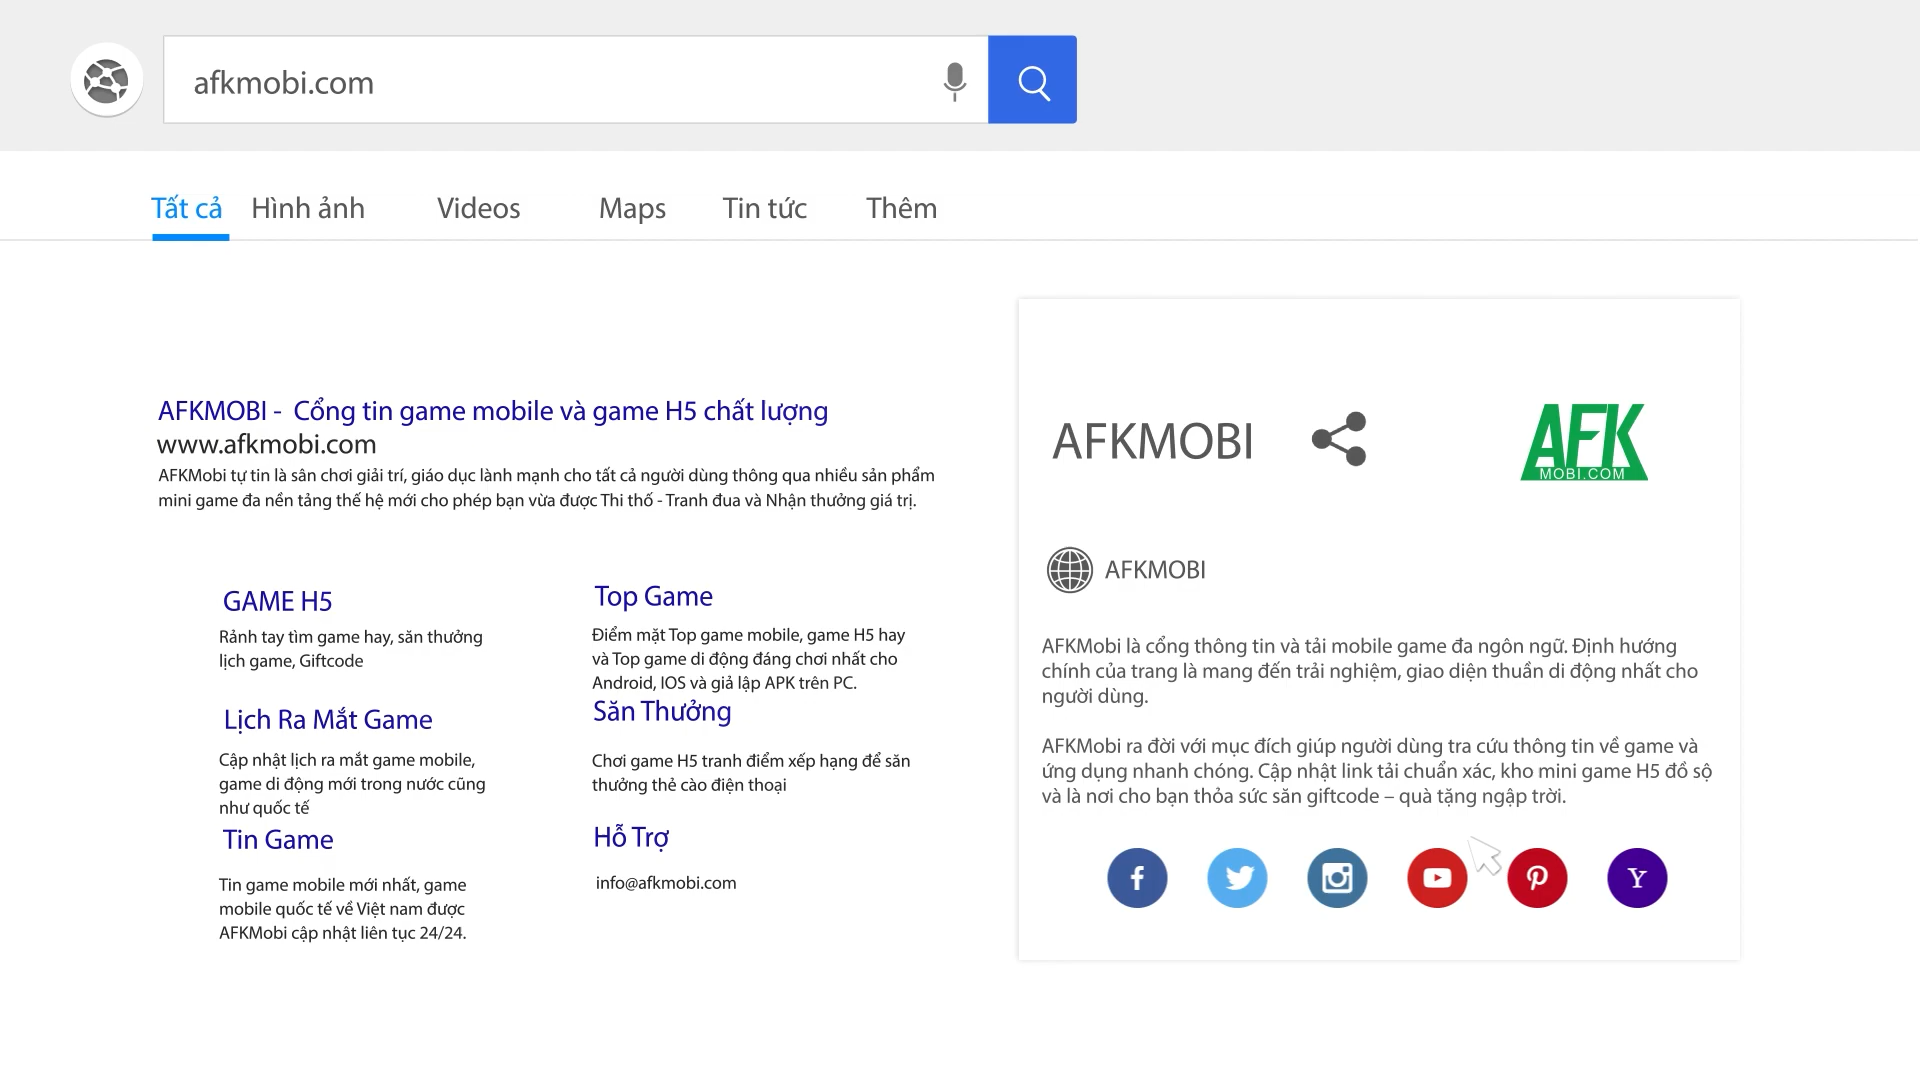 afkmobi.com
Tất cả
Hình ảnh
Videos
Maps
Tin tức
Thêm
AFKMOBI - Cổng tin game mobile và game H5 chất lượng
www.afkmobi.com
AFKMobi tự tin là sân chơi giải trí, giáo dục lành mạnh cho tất cả người dùng thông qua nhiều sản phẩm
mini game đa nền tảng thế hệ mới cho phép bạn vừa được Thi thố - Tranh đua và Nhận thưởng giá trị.
GAME H5
Rảnh tay tìm game hay, săn thưởng
lịch game, Giftcode
Lịch Ra Mắt Game
Cập nhật lịch ra mắt game mobile,
game di động mới trong nước cũng
như quốc tế
Tin Game
Tin game mobile mới nhất, game
mobile quốc tế về Việt nam được
AFKMobi cập nhật liên tục 24/24.
Top Game
Điểm mặt Top game mobile, game H5 hay
và Top game di động đáng chơi nhất cho
Android, IOS và giả lập APK trên PC.
Săn Thưởng
Chơi game H5 tranh điểm xếp hạng để săn
thưởng thẻ cào điện thoại
Hỗ Trợ
info@afkmobi.com
AFKMOBI
AFK
MOBI.COM
AFKMOBI
AFKMobi là cổng thông tin và tải mobile game đa ngôn ngữ. Định hướng
chính của trang là mang đến trải nghiệm, giao diện thuần di động nhất cho
người dùng.
AFKMobi ra đời với mục đích giúp người dùng tra cứu thông tin về game và
ứng dụng nhanh chóng. Cập nhật link tải chuẩn xác, kho mini game H5 đồ sộ
và là nơi cho bạn thỏa sức săn giftcode – quà tặng ngập trời.